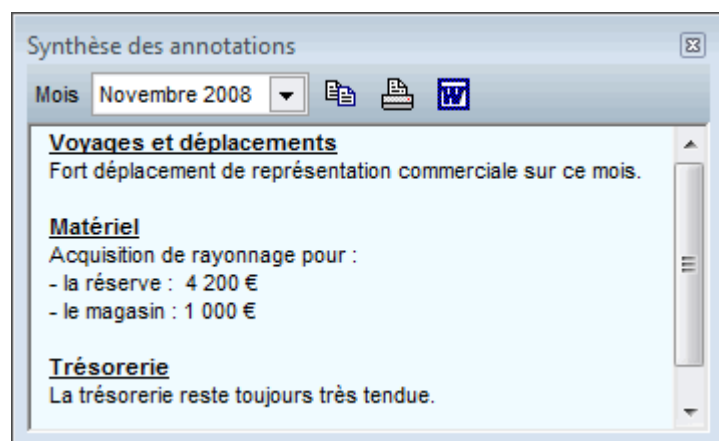 Synthèse des annotations
Mois Novembre 2008
Voyages et déplacements
Fort déplacement de représentation commerciale sur ce mois.
Matériel
Acquisition de rayonnage pour :
- la réserve : 4 200 €
- le magasin : 1 000 €
Trésorerie
La trésorerie reste toujours très tendue.